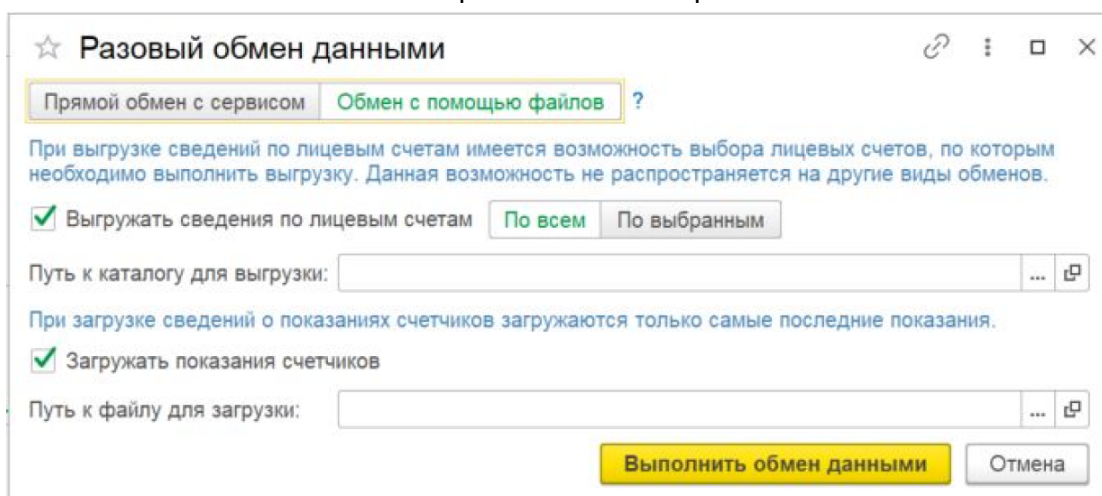 Разовый обмен данными
Прямой обмен с сервисом Обмен с помощью файлов ?
При выгрузке сведений по лицевым счетам имеется возможность выбора лицевых счетов, по которым
необходимо выполнить выгрузку. Данная возможность не распространяется на другие виды обменов.
Выгружать сведения по лицевым счетам По всем По выбранным
Путь к каталогу для выгрузки: ...
При загрузке сведений о показаниях счетчиков загружаются только самые последние показания.
Загружать показания счетчиков
Путь к файлу для загрузки: ...
Выполнить обмен данными Отмена